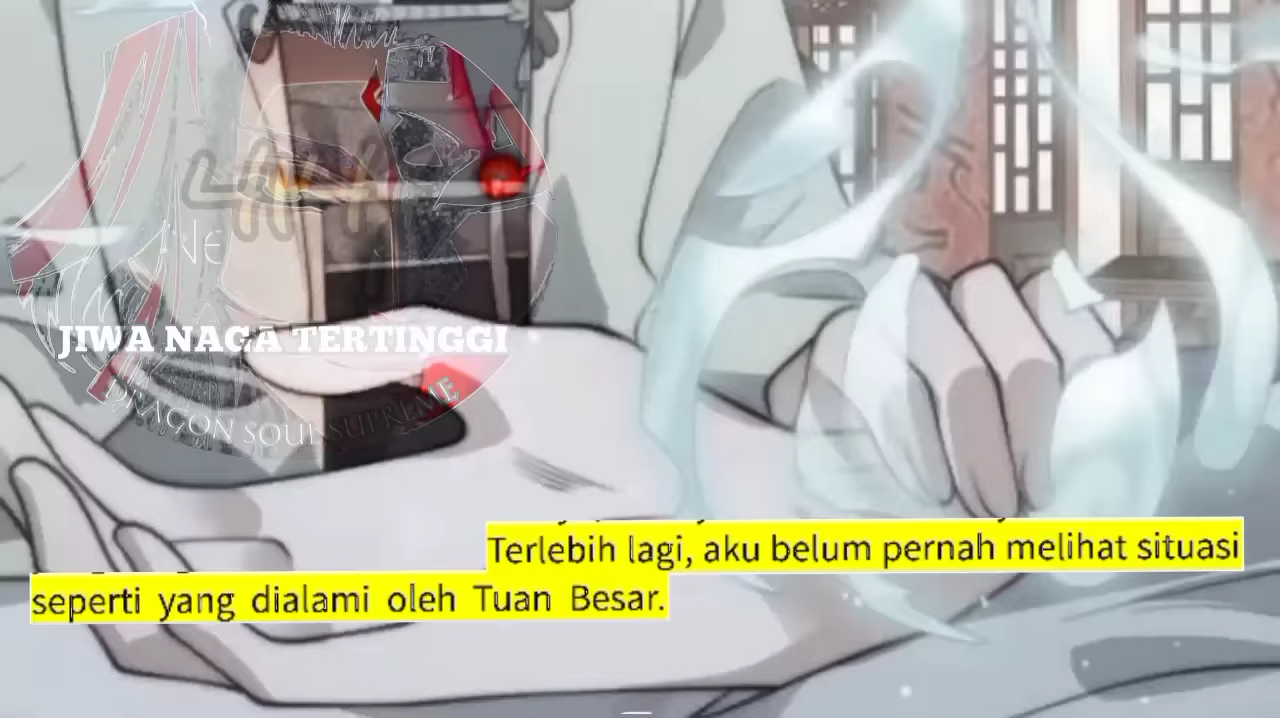 JIWA NAGA TERTINGGI
DRAGON SOUL SUPREME
Terlebih lagi, aku belum pernah melihat situasi
seperti yang dialami oleh Tuan Besar.